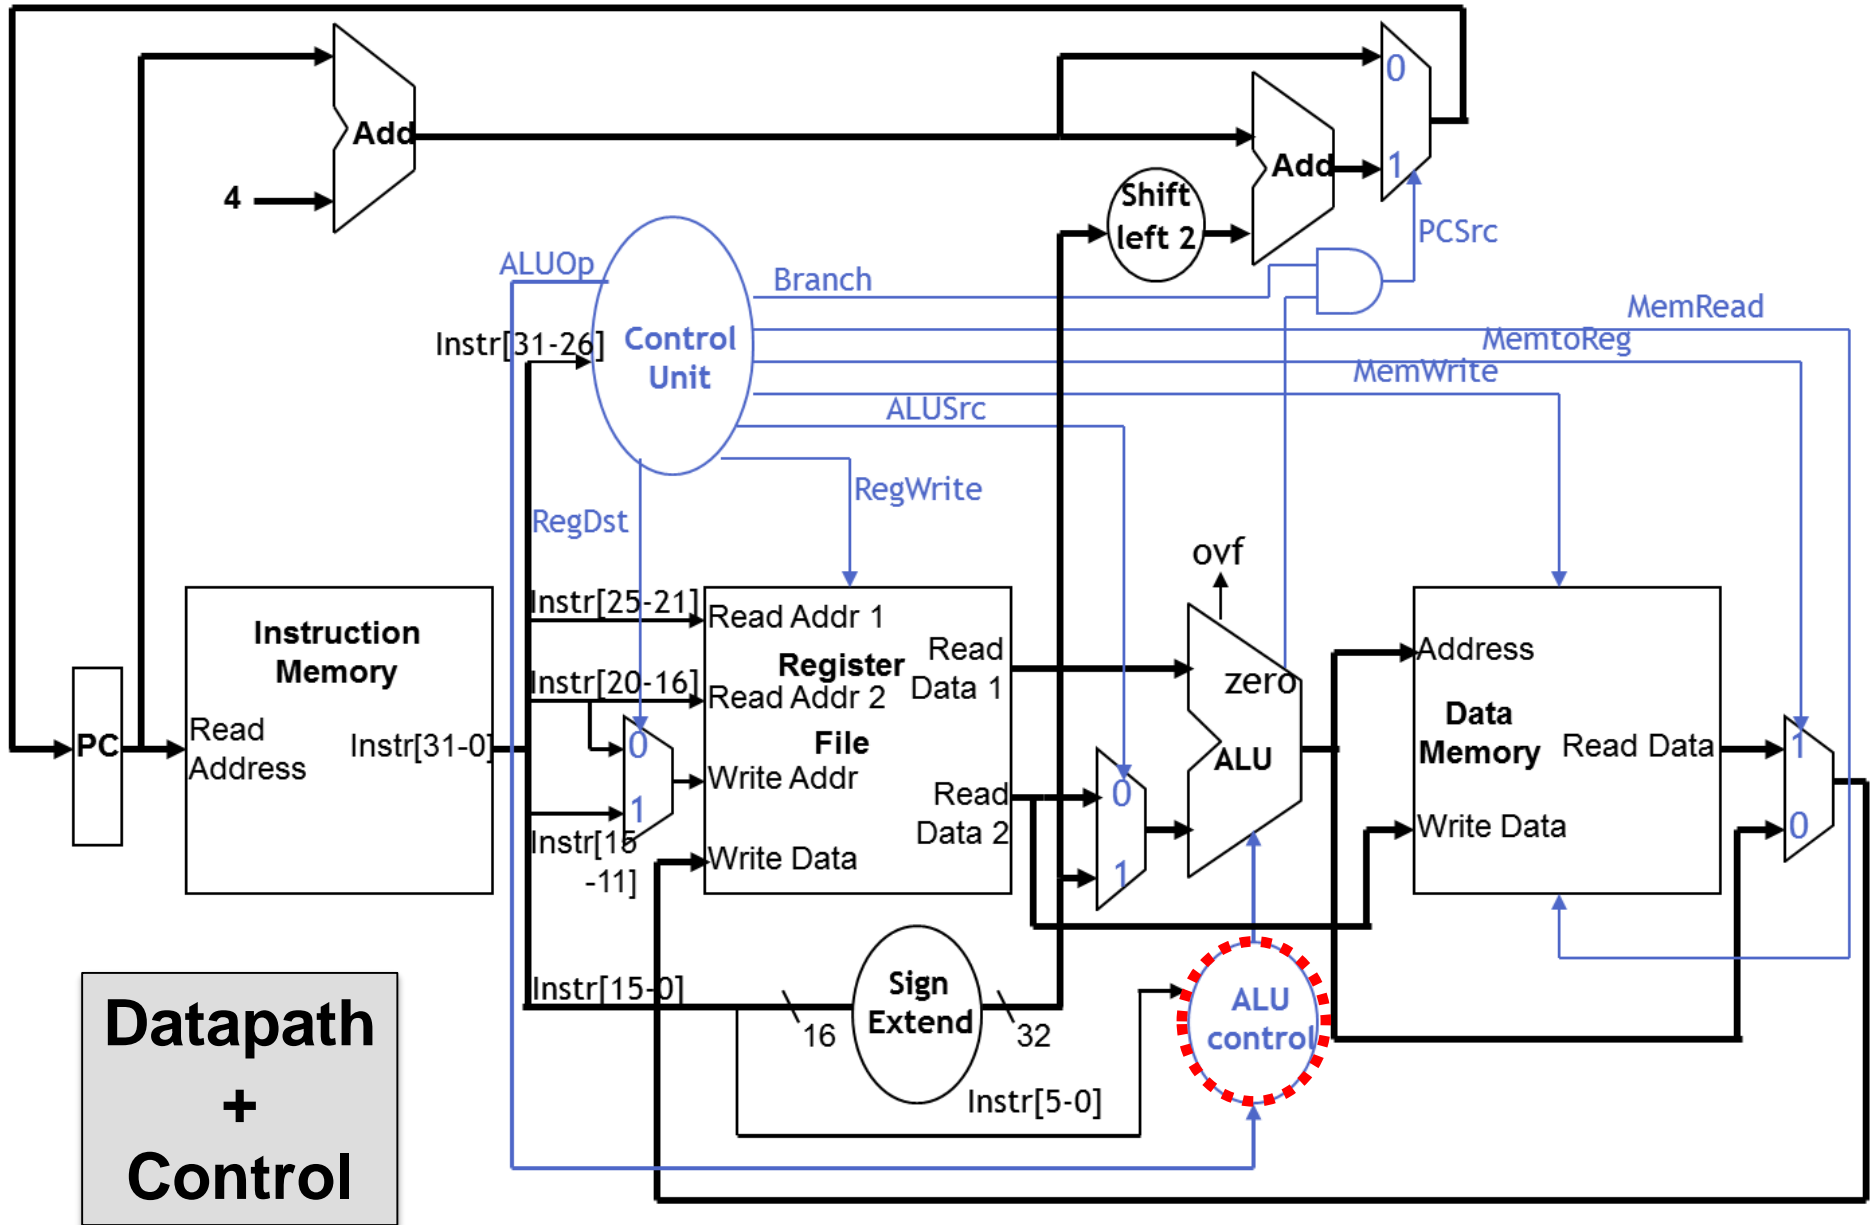 0
Add
Add
1
4
Shift
left 2
PCSrc
ALUOp
Branch
MemRead
Instr[31-26]
Control
Unit
MemtoReg
MemWrite
ALUSrc
RegWrite
RegDst
ovf
Instruction
Memory
Read
Address
Instr[31-0]
PC
Instr[25-21]
Read Addr 1
Register
File
Read
Data 1
Instr[20-16]
Read Addr 2
0
1
Write Addr
Instr[15
-11]
Write Data
Read
Data 2
0
1
zero
ALU
Address
Data
Memory
Read Data
Write Data
1
0
Instr[15-0]
16
Sign
Extend
32
ALU
control
Instr[5-0]
Datapath
+
Control